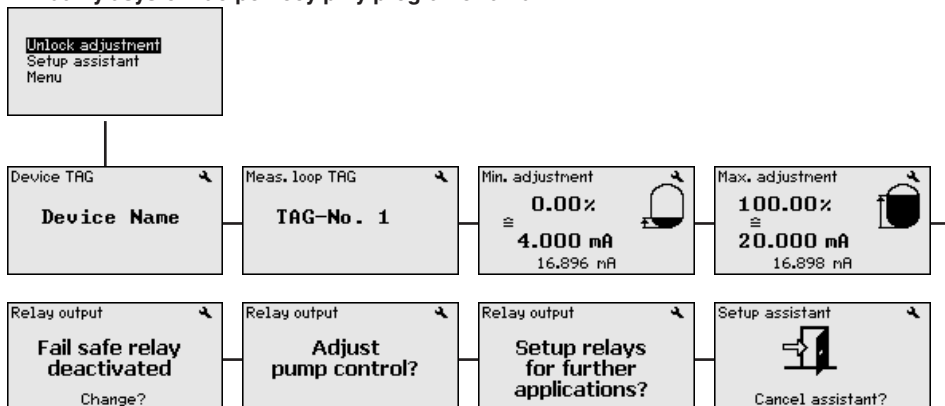 Unlock adjustment
Setup assistant
Menu
Device TAG
Device Name
Meas. loop TAG
TAG-No. 1
Min. adjustment
0.00%
≙
4.000 mA
16.896 mA
Max. adjustment
100.00%
≙
20.000 mA
16.898 mA
Relay output
Fail safe relay
deactivated
Change?
Relay output
Adjust
pump control?
Relay output
Setup relays
for further
applications?
Setup assistant
Cancel assistant?